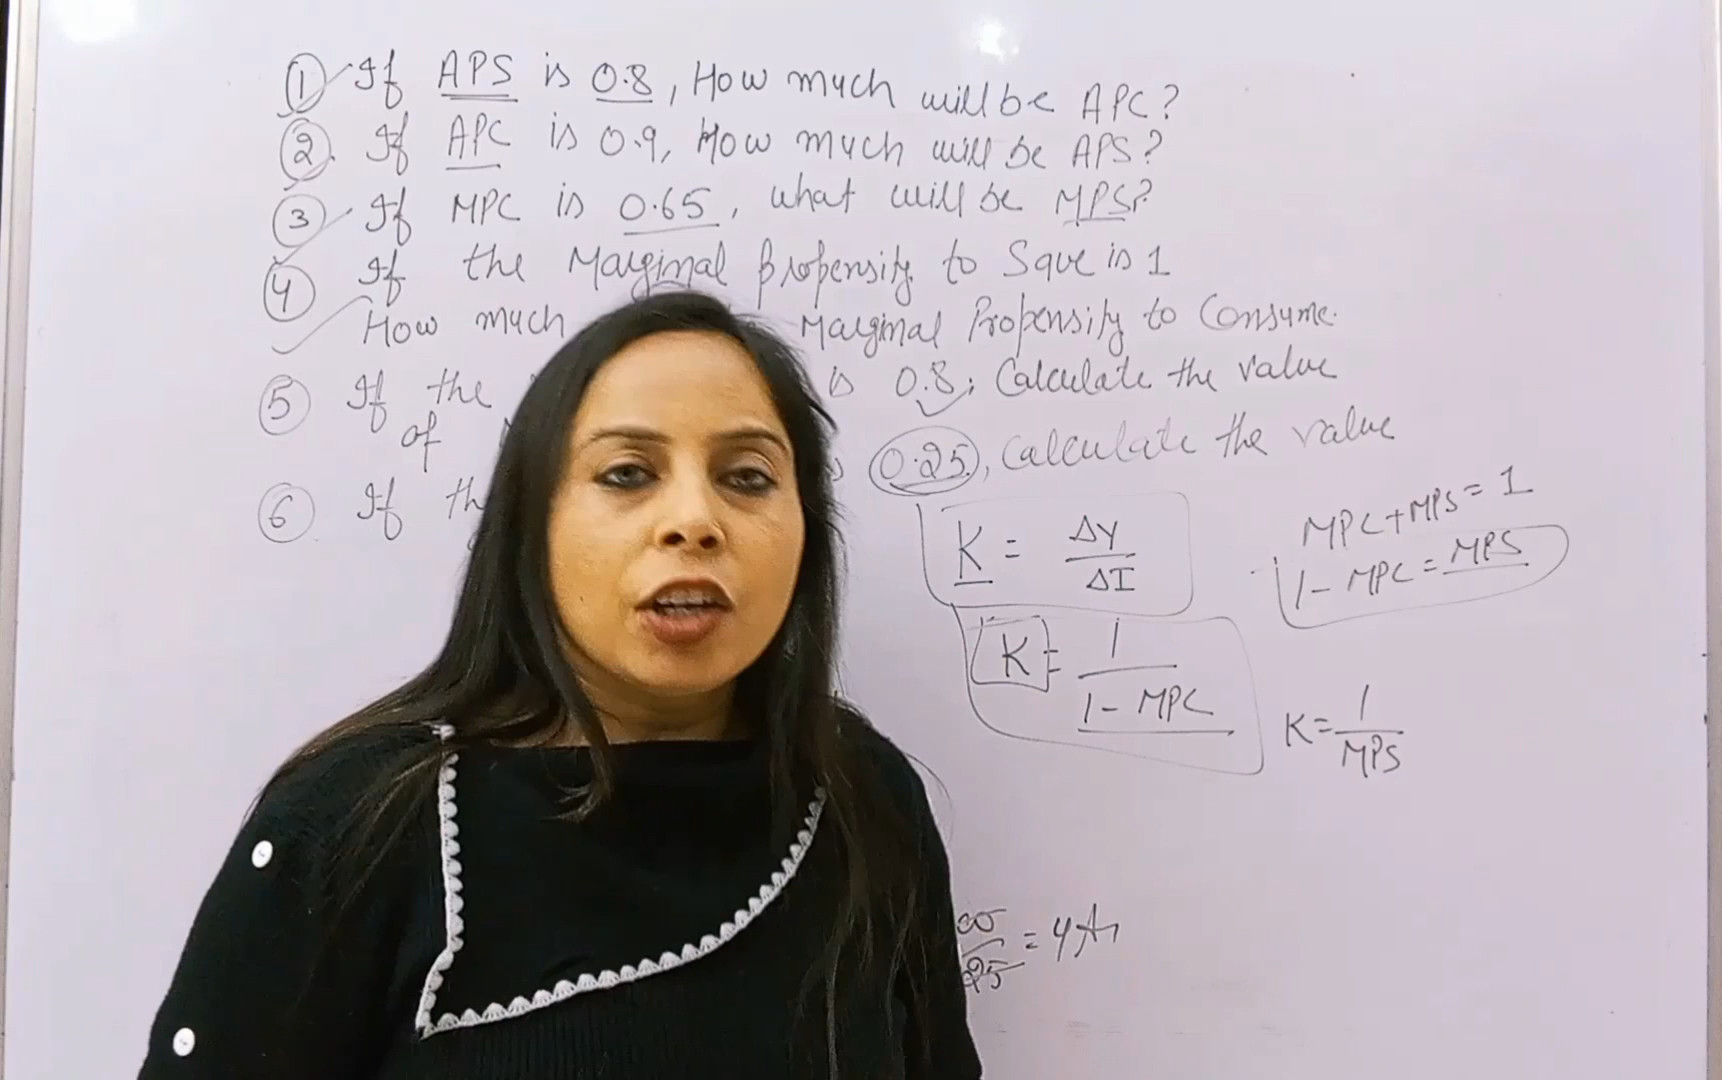 ① If APS is 0.8, How much will be APC?
②. If APC is 0.9, How much will be APS?
③ If MPC is 0.65, what will be MPS?
④ If the Marginal Propensity to Save is 1
How much Marginal Propensity to Consume.
⑤ If the is 0.8; Calculate the value
of
⑥ If th 0.25, Calculate the value
K = ΔY / ΔI
MPC+MPS = 1
1 - MPC = MPS
K = 1 / 1 - MPC
K = 1 / MPS
25 = 4